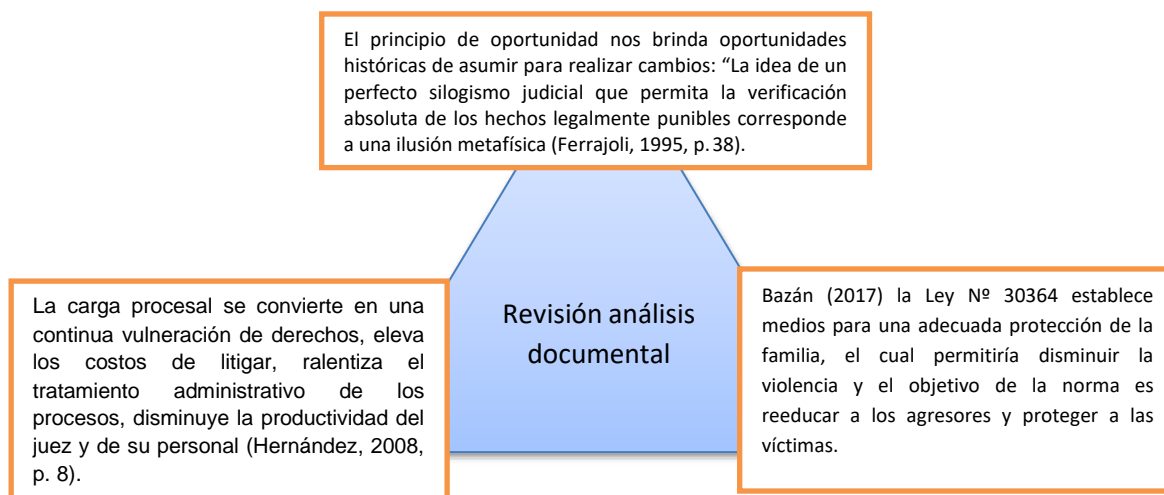 El principio de oportunidad nos brinda oportunidades
históricas de asumir para realizar cambios: “La idea de un
perfecto silogismo judicial que permita la verificación
absoluta de los hechos legalmente punibles corresponde
a una ilusión metafísica (Ferrajoli, 1995, p. 38).
La carga procesal se convierte en una
continua vulneración de derechos, eleva
los costos de litigar, ralentiza el
tratamiento administrativo de los
procesos, disminuye la productividad del
juez y de su personal (Hernández, 2008,
p. 8).
Revisión análisis
documental
Bazán (2017) la Ley Nº 30364 establece
medios para una adecuada protección de la
familia, el cual permitiría disminuir la
violencia y el objetivo de la norma es
reeducar a los agresores y proteger a las
víctimas.